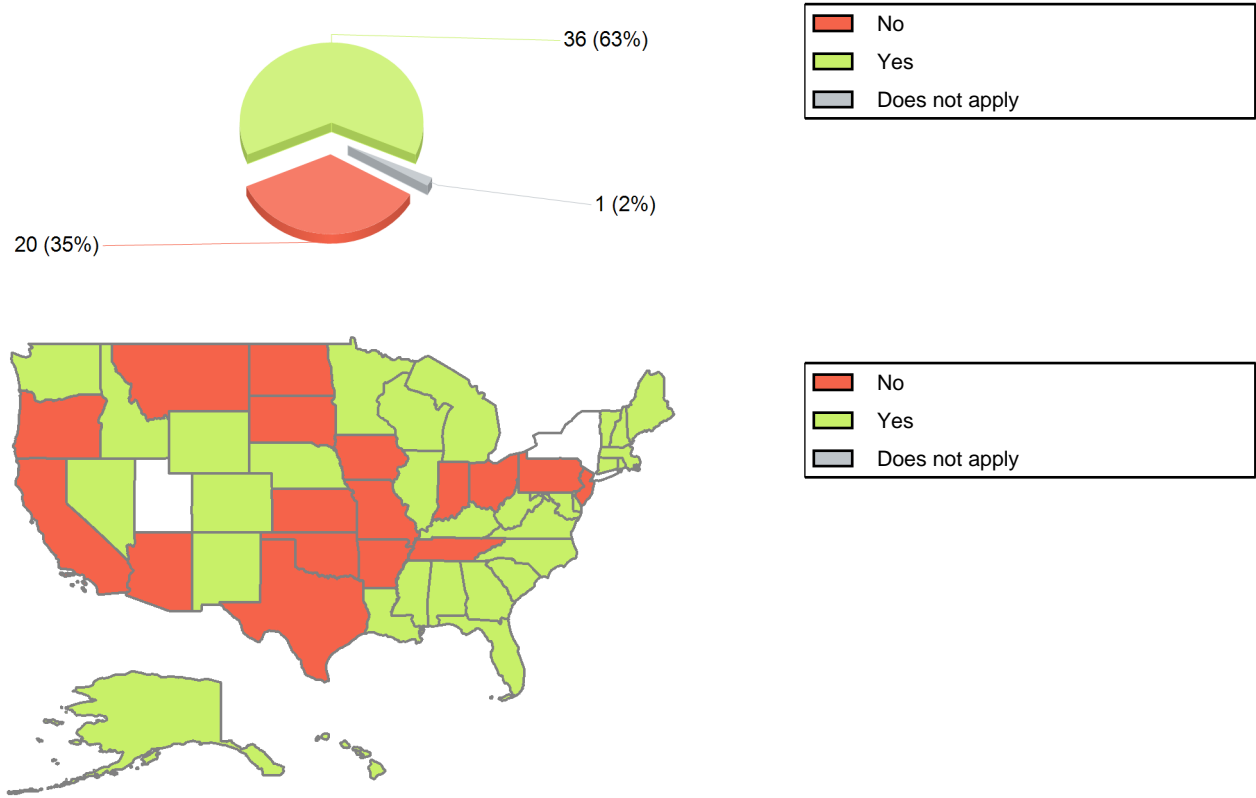 36 (63%)
1 (2%)
20 (35%)
No
Yes
Does not apply
No
Yes
Does not apply